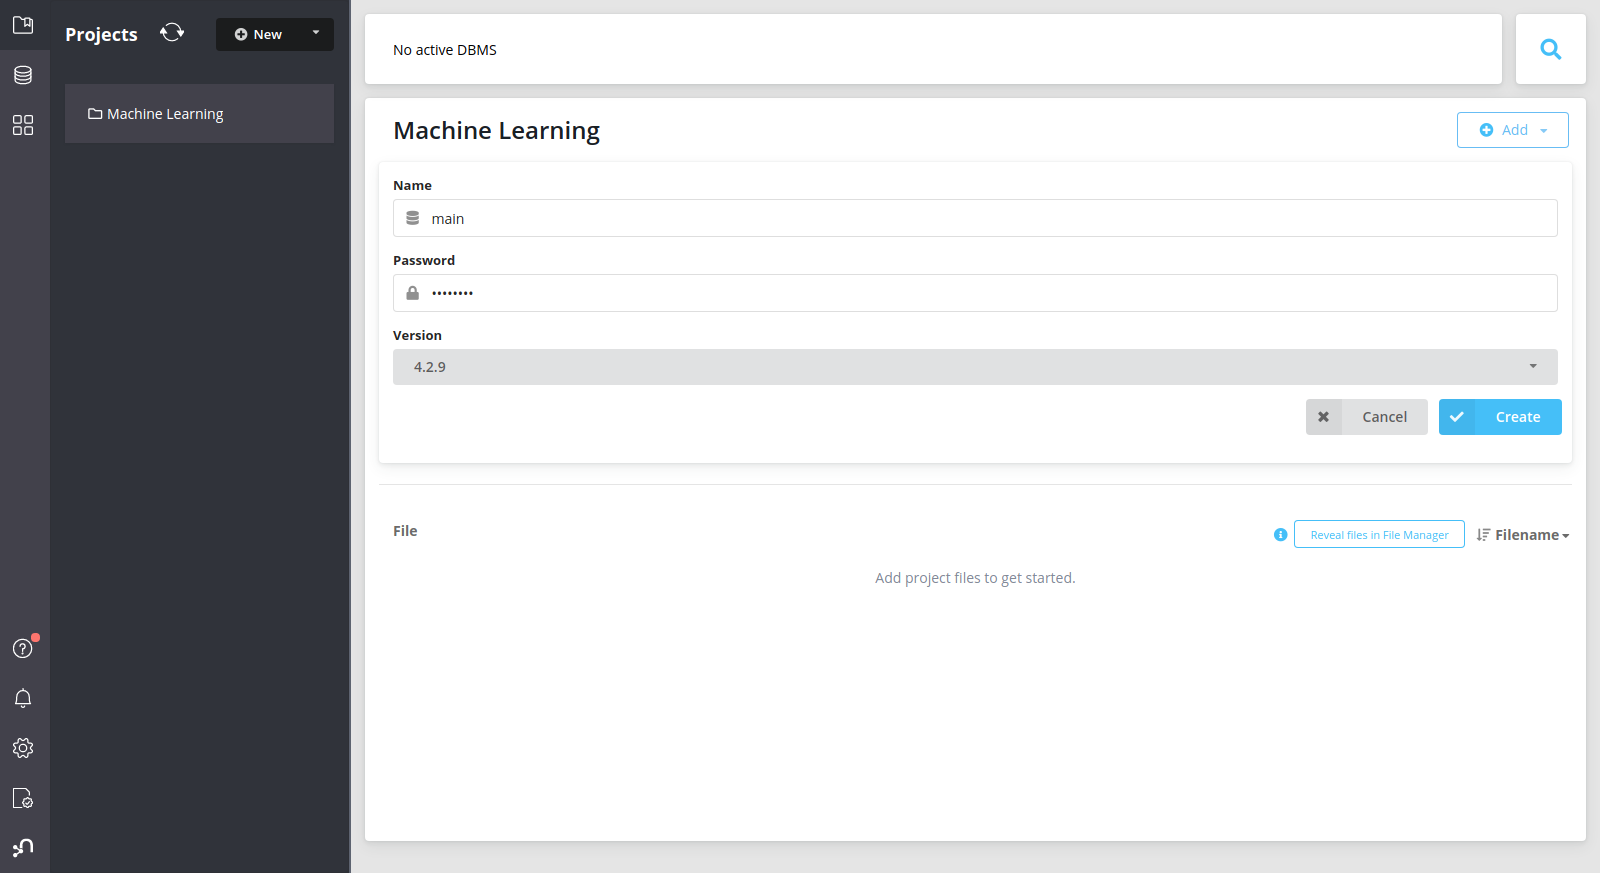 Projects
New
Machine Learning
No active DBMS
Machine Learning
Add
Name
main
Password
••••••••
Version
4.2.9
Cancel
Create
File
Reveal files in File Manager
Filename
Add project files to get started.